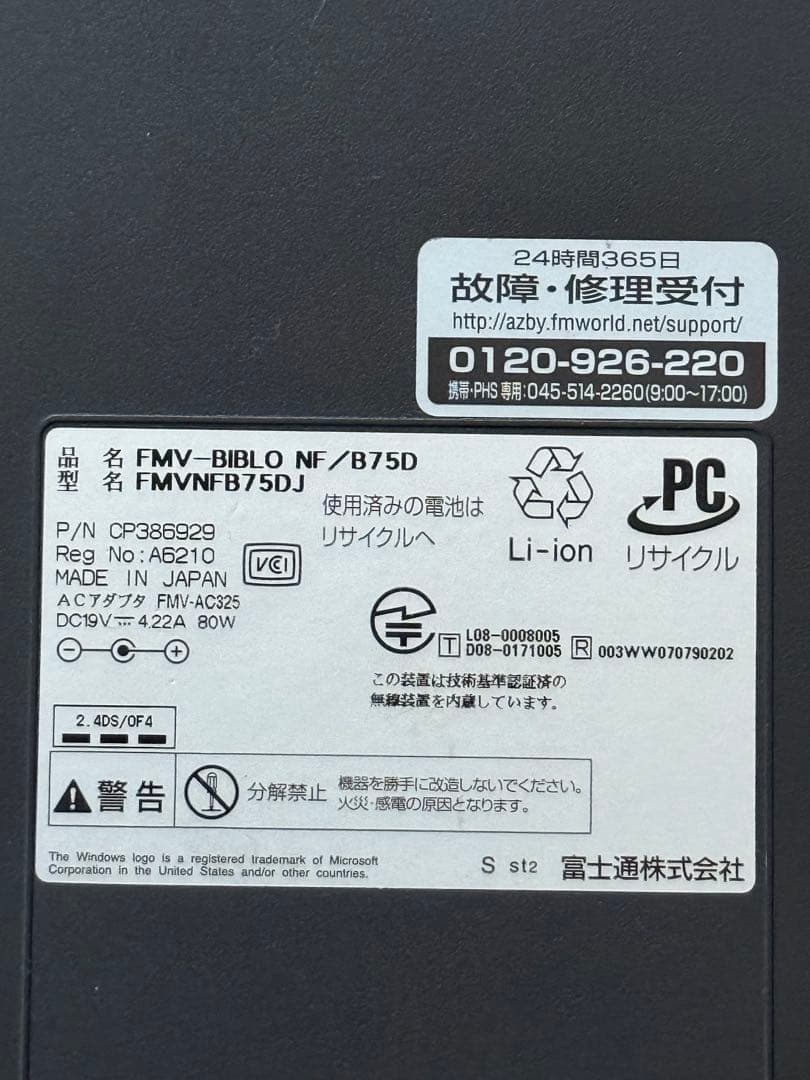 24時間365日
故障・修理受付
http://azby.fmworld.net/support/
0120-926-220
携帯・PHS専用:045-514-2260(9:00〜17:00)
品 名 FMV-BIBLO NF/B75D
型 名 FMVNFB75DJ
P/N CP386929
Reg No:A6210
MADE IN JAPAN
VCI
ACアダプタ FMV-AC325
DC19V⎓4.22A 80W
使用済みの電池は
リサイクルへ
Li-ion
PC
リサイクル
T L08-0008005
D08-0171005
R 003WW070790202
この装置は技術基準認証済の
無線装置を内蔵しています。
2.4DS/OF4
警告
分解禁止
機器を勝手に改造しないでください。
火災・感電の原因となります。
The Windows logo is a registered trademark of Microsoft
Corporation in the United States and/or other countries.
S st2 富士通株式会社